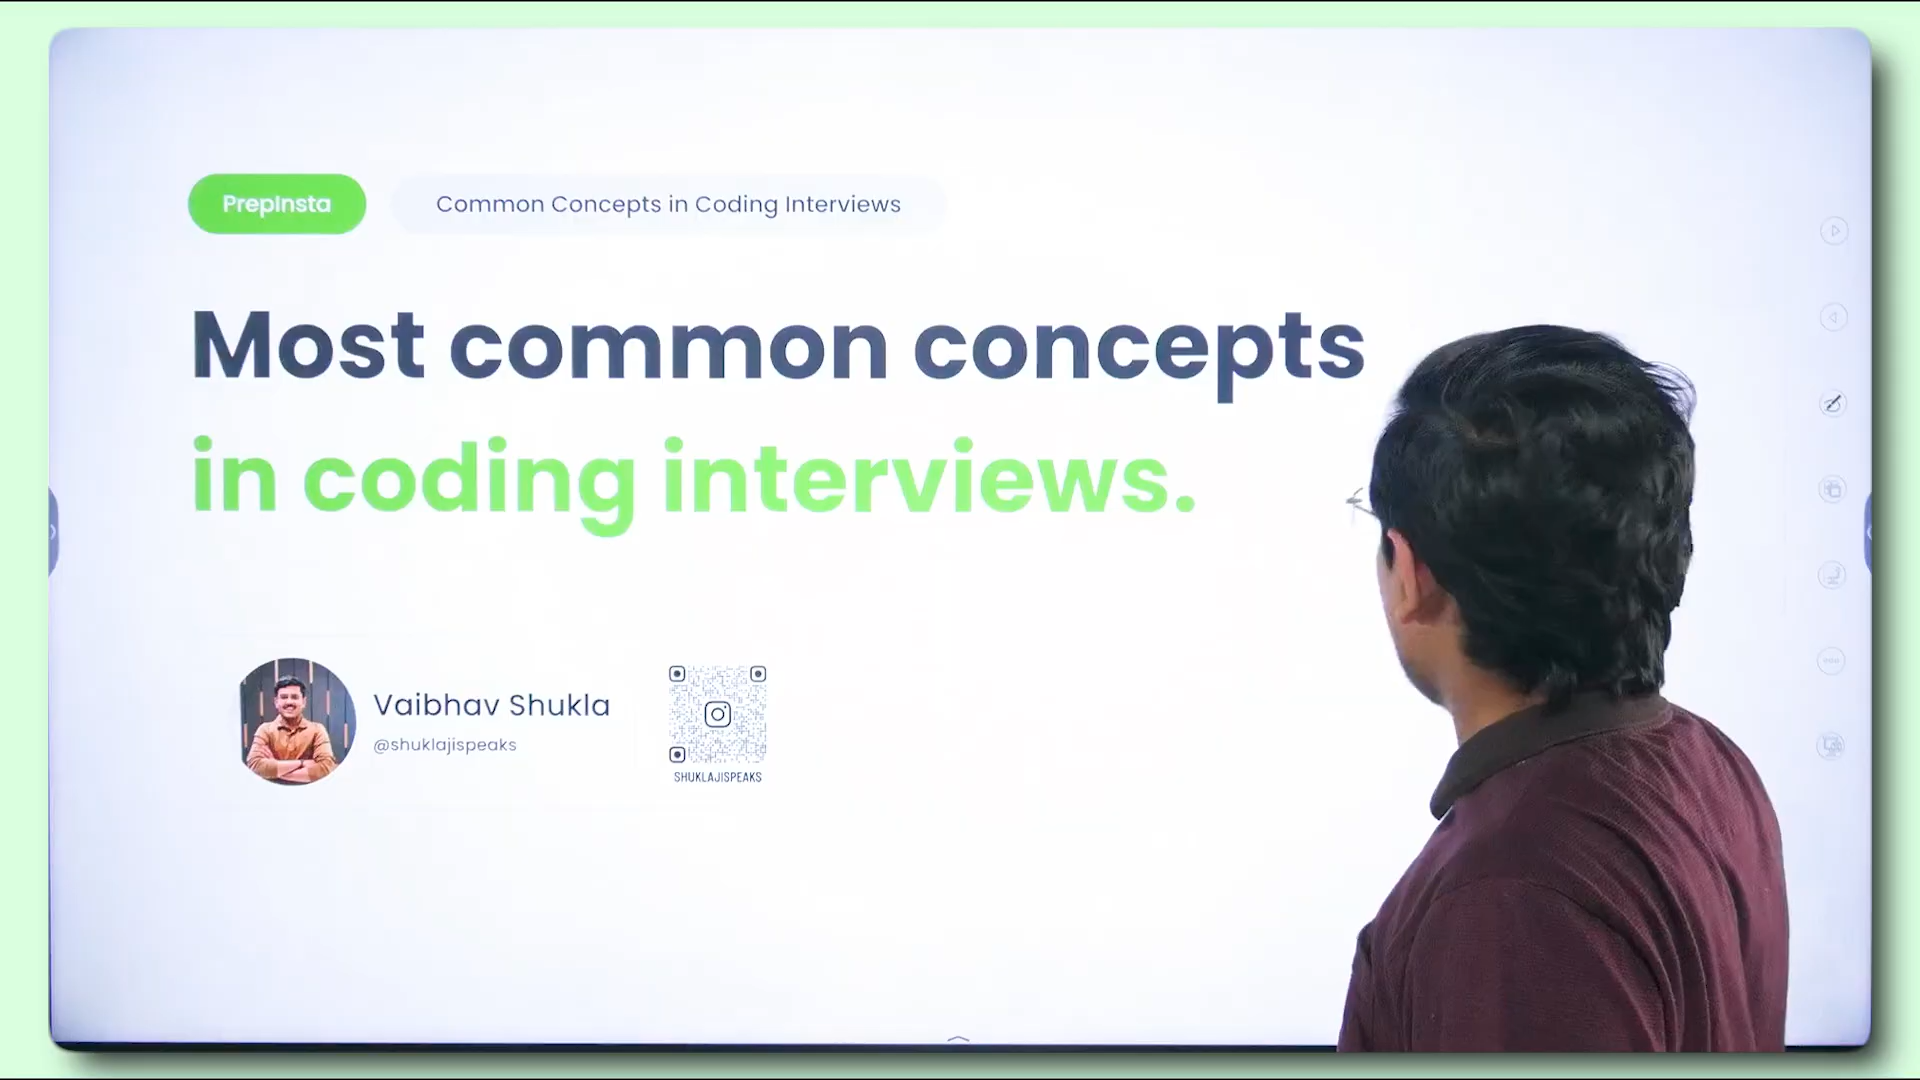 PrepInsta
Common Concepts in Coding Interviews
Most common concepts
in coding interviews.
Vaibhav Shukla
@shuklajispeaks
SHUKLAJISPEAKS